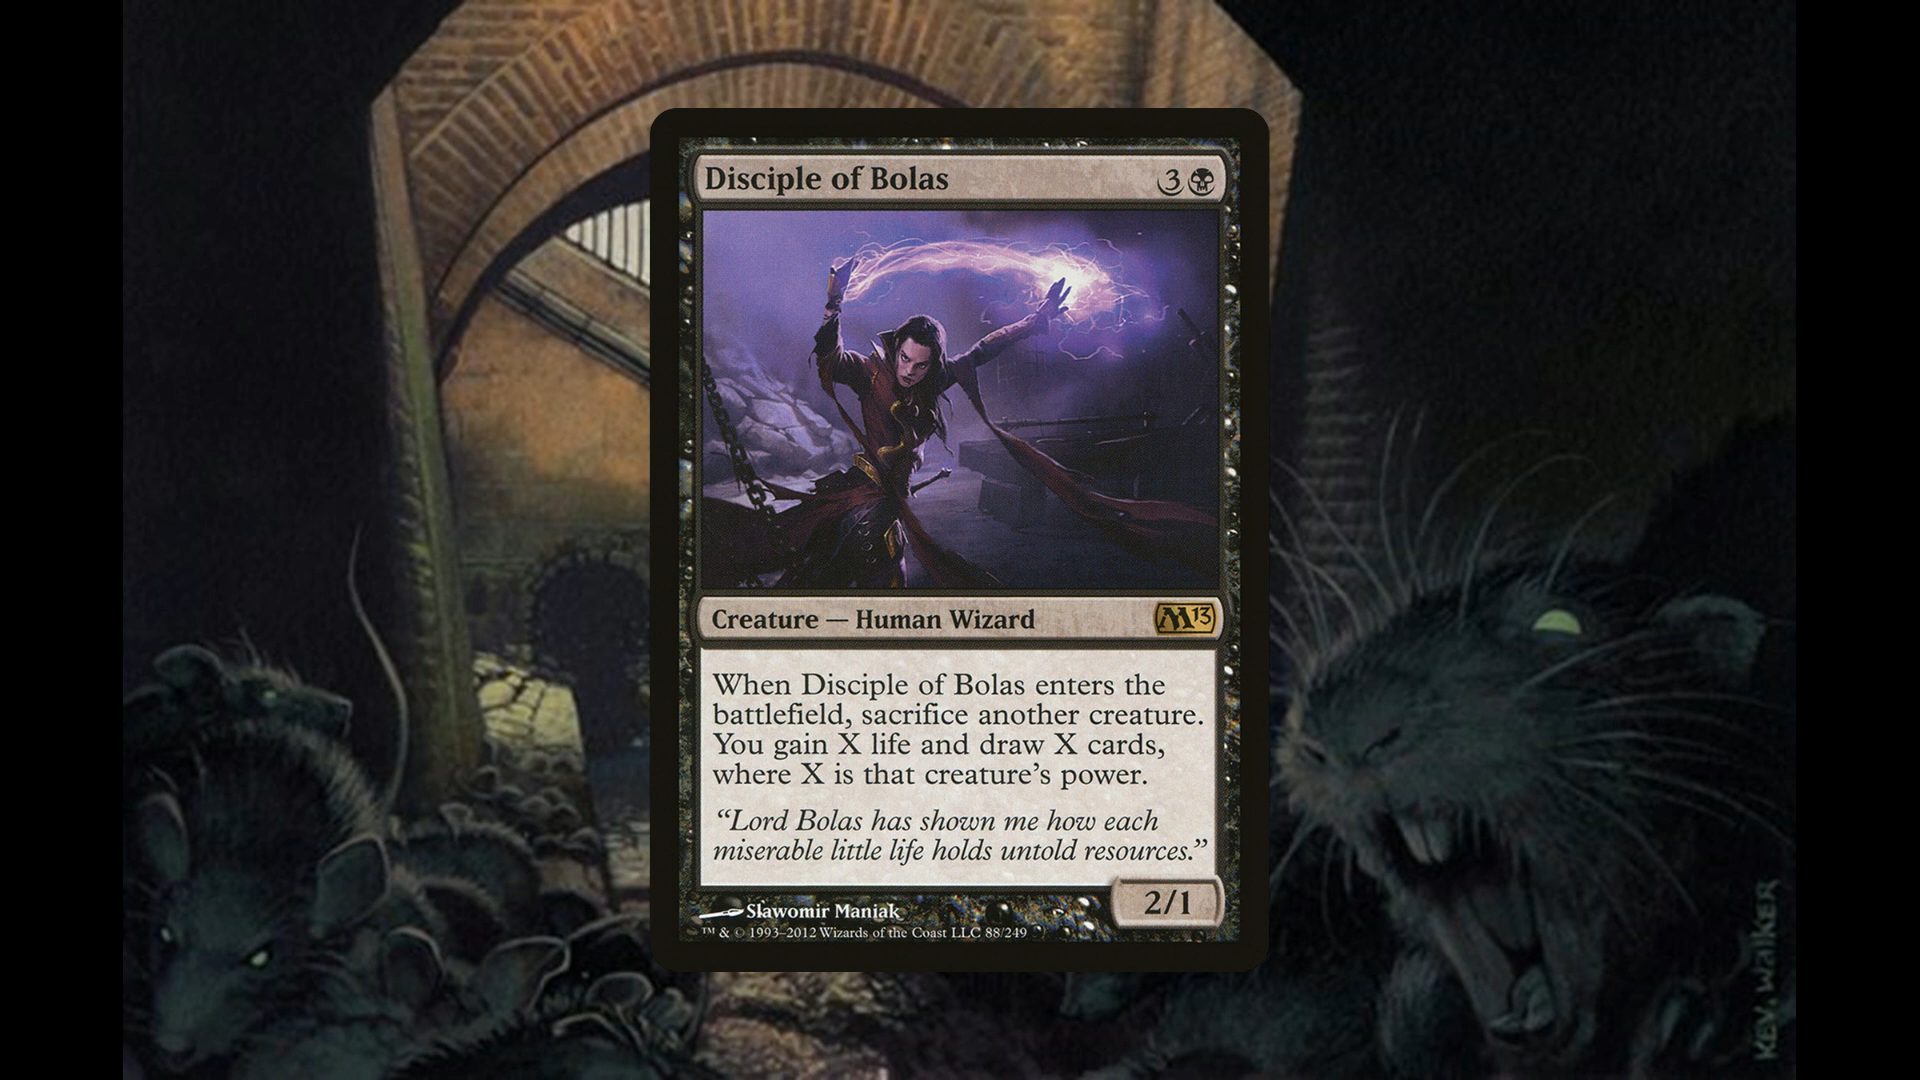 Disciple of Bolas 3
Creature — Human Wizard M13
When Disciple of Bolas enters the
battlefield, sacrifice another creature.
You gain X life and draw X cards,
where X is that creature's power.
“Lord Bolas has shown me how each
miserable little life holds untold resources.”
2/1
Sławomir Maniak
™ & © 1993–2012 Wizards of the Coast LLC 88/249
KEV. WALKER